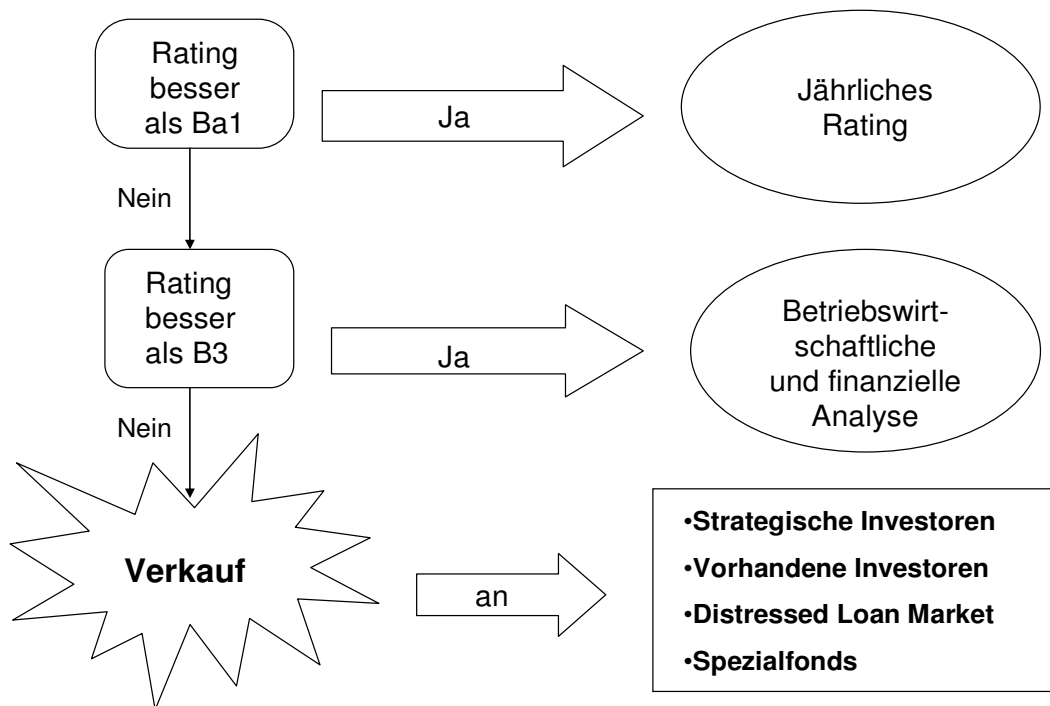 Rating
besser
als Ba1
Ja
Jährliches
Rating
Nein
Rating
besser
als B3
Ja
Betriebswirt-
schaftliche
und finanzielle
Analyse
Nein
Verkauf
an
•Strategische Investoren
•Vorhandene Investoren
•Distressed Loan Market
•Spezialfonds